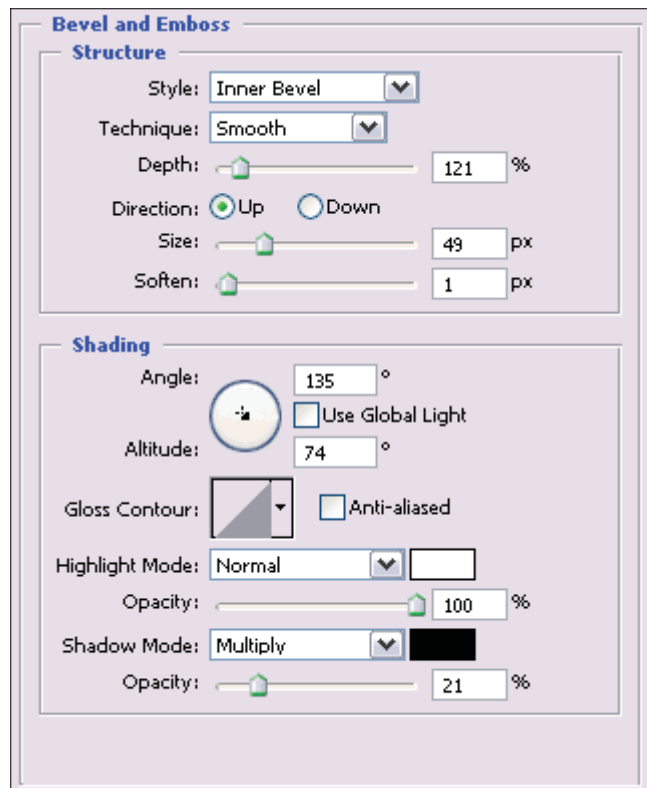 Bevel and Emboss
Structure
Style: Inner Bevel
Technique: Smooth
Depth: 121 %
Direction: Up Down
Size: 49 px
Soften: 1 px
Shading
Angle: 135 °
Use Global Light
Altitude: 74 °
Gloss Contour: Anti-aliased
Highlight Mode: Normal
Opacity: 100 %
Shadow Mode: Multiply
Opacity: 21 %